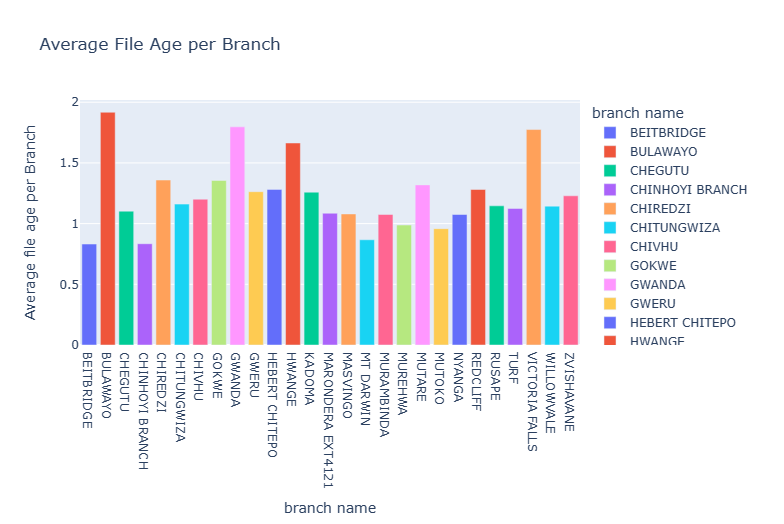 Average File Age per Branch
Average file age per Branch
2
1.5
1
0.5
0
BEITBRIDGE
BULAWAYO
CHEGUTU
CHINHOYI BRANCH
CHIREDZI
CHITUNGWIZA
CHIVHU
GOKWE
GWANDA
GWERU
HEBERT CHITEPO
HWANGE
KADOMA
MARONDERA EXT4121
MASVINGO
MT DARWIN
MURAMBINDA
MUREHWA
MUTARE
MUTOKO
NYANGA
REDCLIFF
RUSAPE
TURF
VICTORIA FALLS
WILLOWVALE
ZVISHAVANE
branch name
branch name
BEITBRIDGE
BULAWAYO
CHEGUTU
CHINHOYI BRANCH
CHIREDZI
CHITUNGWIZA
CHIVHU
GOKWE
GWANDA
GWERU
HEBERT CHITEPO
HWANGE